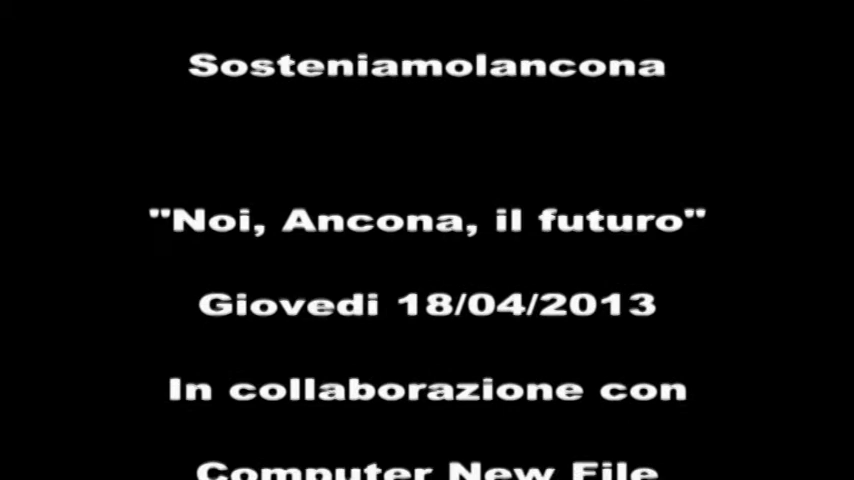 Sosteniamolancona
"Noi, Ancona, il futuro"
Giovedi 18/04/2013
In collaborazione con
Computer New File